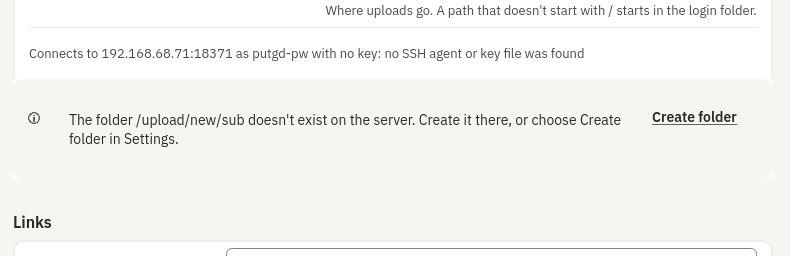 Where uploads go. A path that doesn't start with / starts in the login folder.
Connects to 192.168.68.71:18371 as putgd-pw with no key: no SSH agent or key file was found
The folder /upload/new/sub doesn't exist on the server. Create it there, or choose Create
folder in Settings.
Create folder
Links